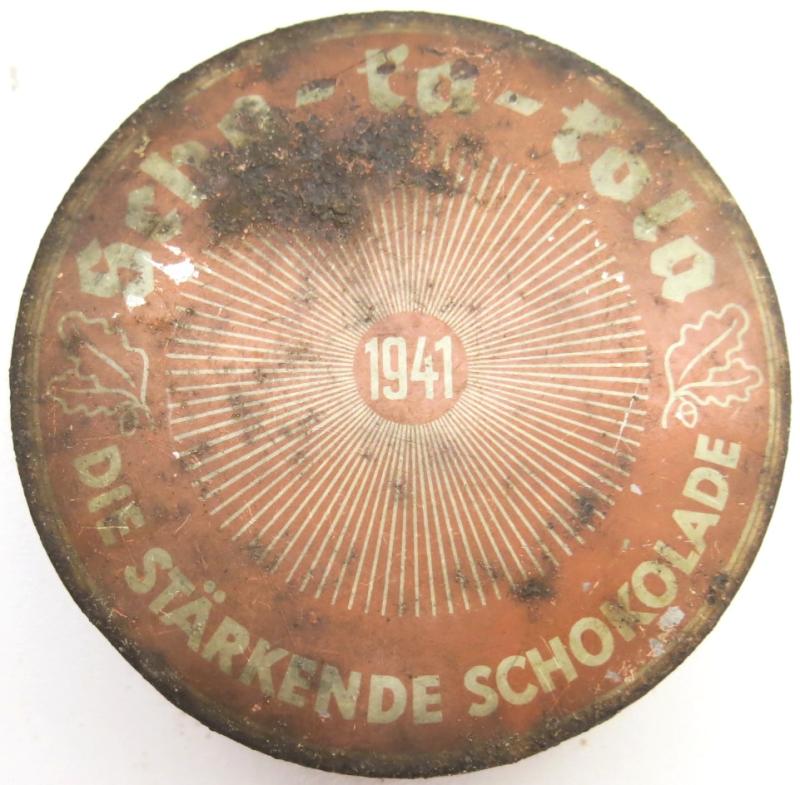 Scho-ka-kola
1941
DIE STÄRKENDE SCHOKOLADE